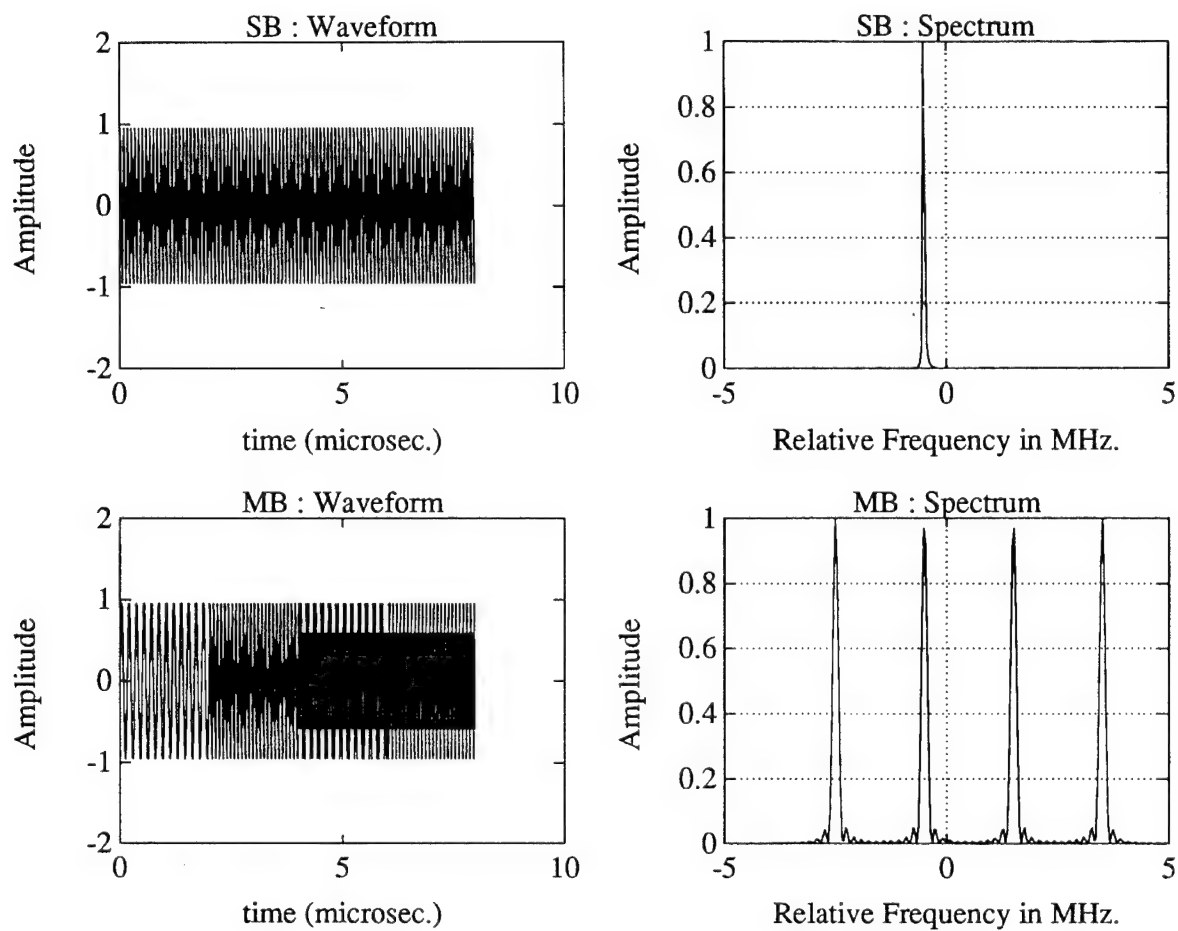 SB : Waveform
2
1
0
-1
-2
Amplitude
0 5 10
time (microsec.)
SB : Spectrum
1
0.8
0.6
0.4
0.2
0
Amplitude
-5 0 5
Relative Frequency in MHz.
MB : Waveform
2
1
0
-1
-2
Amplitude
0 5 10
time (microsec.)
MB : Spectrum
1
0.8
0.6
0.4
0.2
0
Amplitude
-5 0 5
Relative Frequency in MHz.